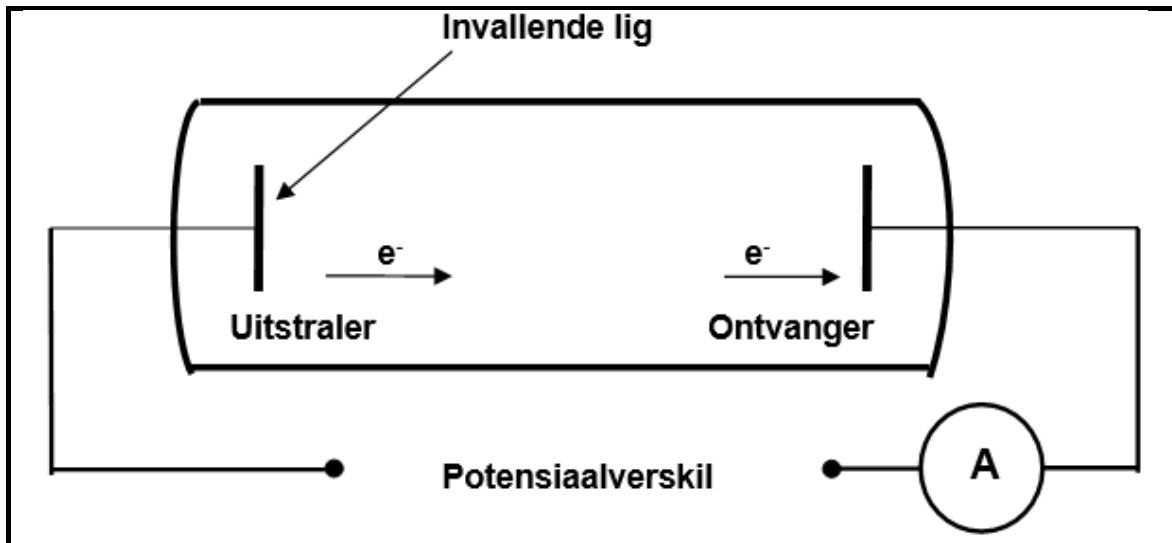 Invallende lig
e⁻ e⁻
Uitstraler Ontvanger
Potensiaalverskil A